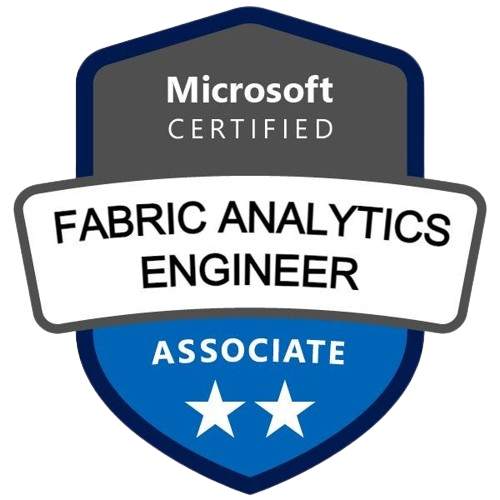 Microsoft
CERTIFIED
FABRIC ANALYTICS
ENGINEER
ASSOCIATE